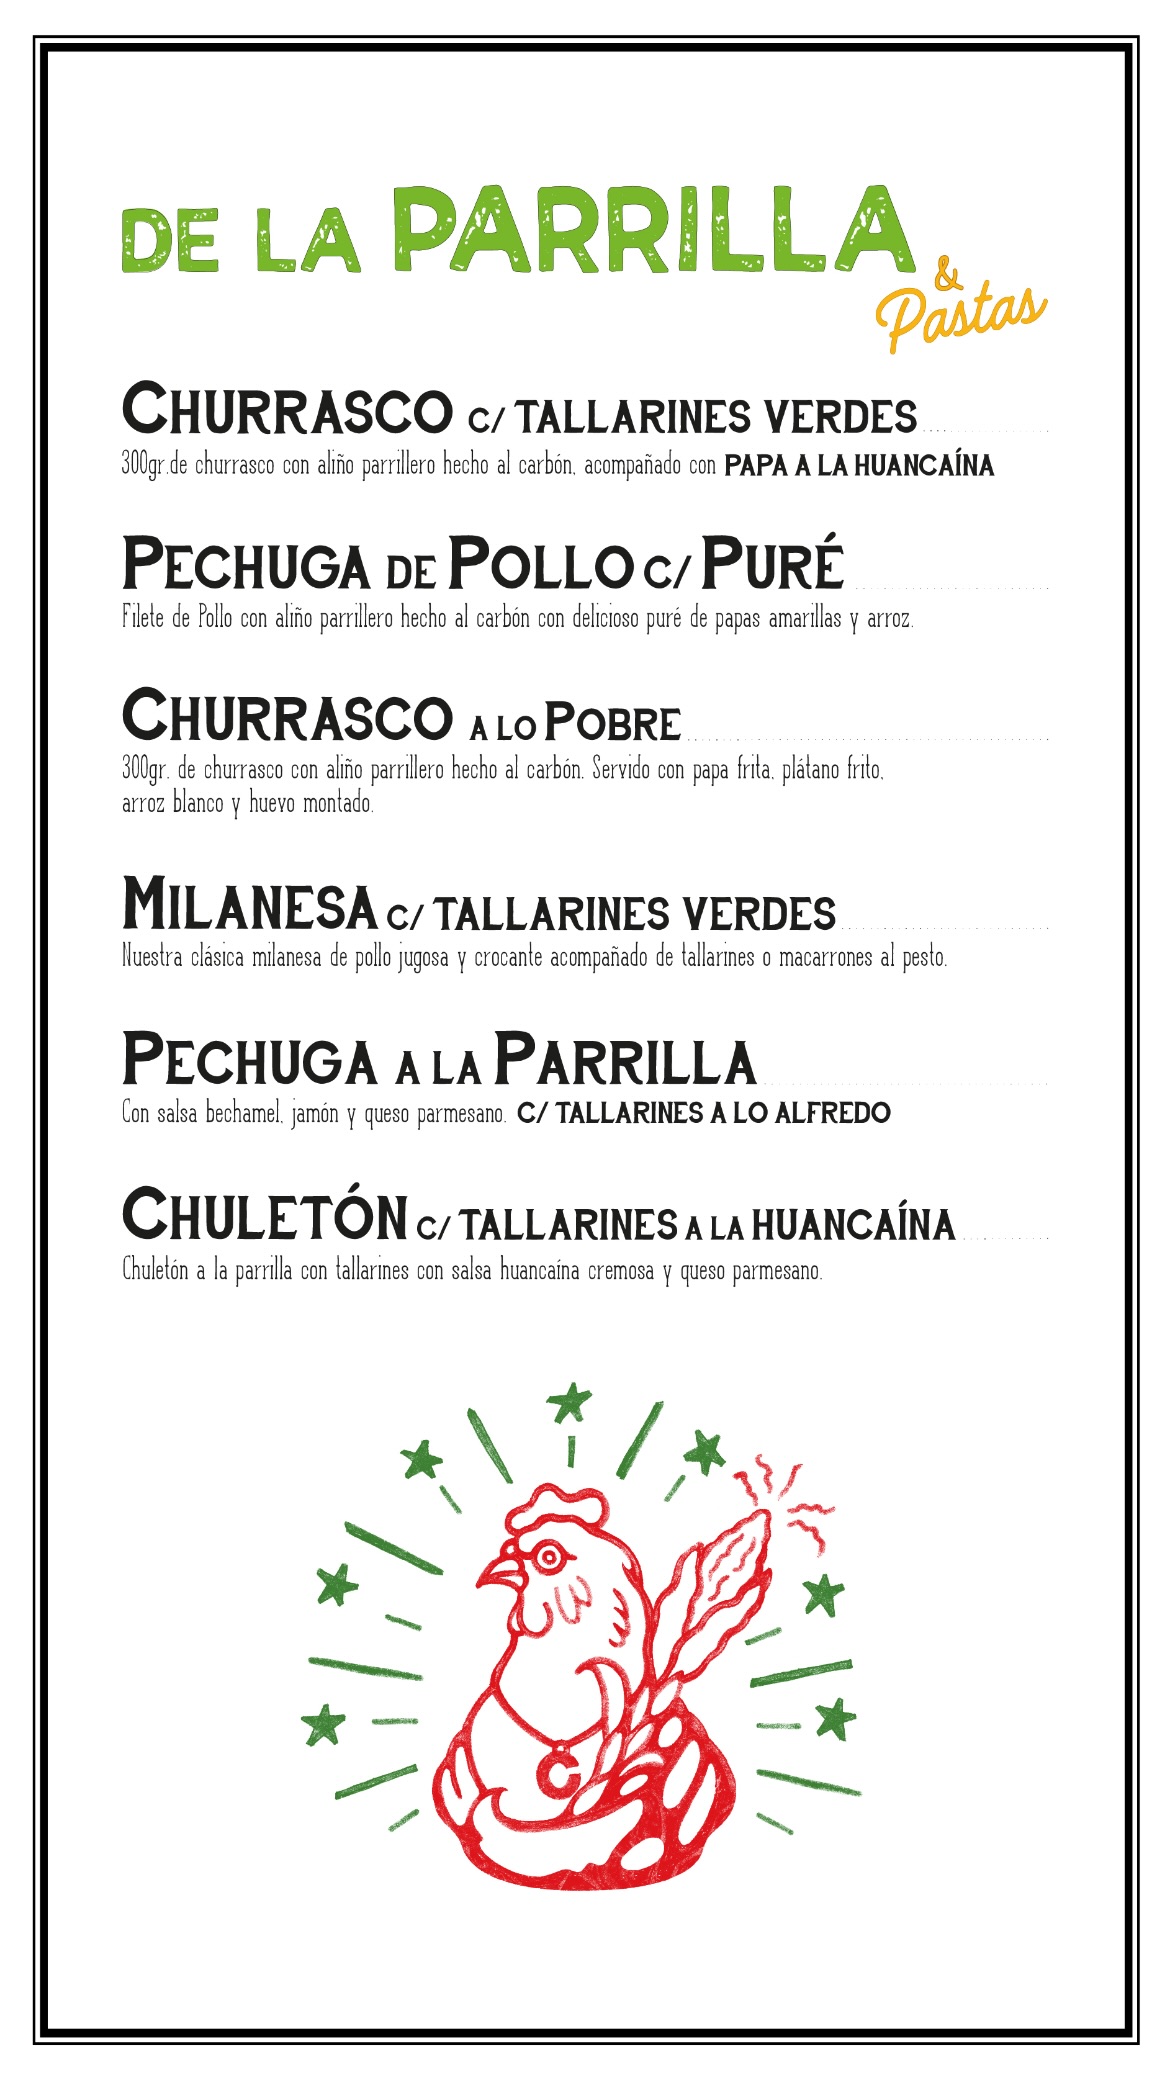 DE LA PARRILLA
& Pastas
CHURRASCO C/ TALLARINES VERDES
300gr.de churrasco con aliño parrillero hecho al carbón, acompañado con PAPA A LA HUANCAÍNA
PECHUGA DE POLLO C/ PURÉ
Filete de Pollo con aliño parrillero hecho al carbón con delicioso puré de papas amarillas y arroz.
CHURRASCO A LO POBRE
300gr. de churrasco con aliño parrillero hecho al carbón. Servido con papa frita, plátano frito,
arroz blanco y huevo montado.
MILANESA C/ TALLARINES VERDES
Nuestra clásica milanesa de pollo jugosa y crocante acompañado de tallarines o macarrones al pesto.
PECHUGA A LA PARRILLA
Con salsa bechamel, jamón y queso parmesano. C/ TALLARINES A LO ALFREDO
CHULETÓN C/ TALLARINES A LA HUANCAÍNA
Chuletón a la parrilla con tallarines con salsa huancaína cremosa y queso parmesano.
C